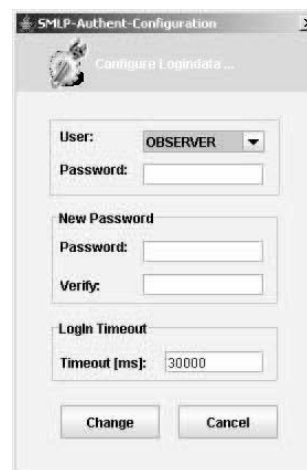 SMLP-Authent-Configuration
Configure Logindata ...
User: OBSERVER
Password:
New Password
Password:
Verify:
LogIn Timeout
Timeout [ms]: 30000
Change Cancel